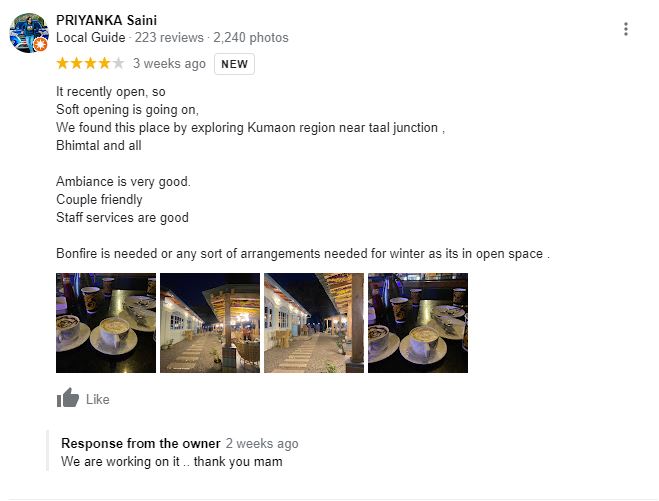 PRIYANKA Saini
Local Guide · 223 reviews · 2,240 photos
3 weeks ago NEW
It recently open, so
Soft opening is going on,
We found this place by exploring Kumaon region near taal junction ,
Bhimtal and all
Ambiance is very good.
Couple friendly
Staff services are good
Bonfire is needed or any sort of arrangements needed for winter as its in open space .
Like
Response from the owner 2 weeks ago
We are working on it .. thank you mam